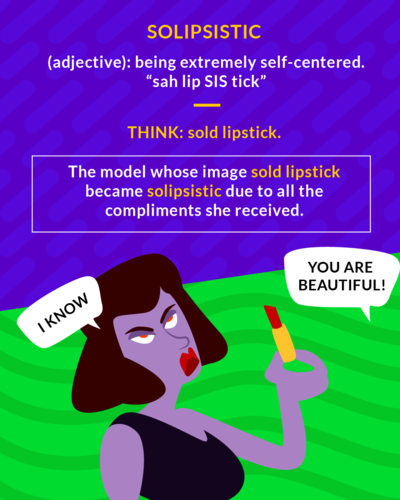 SOLIPSISTIC
(adjective): being extremely self-centered.
“sah lip SIS tick”
THINK: sold lipstick.
The model whose image sold lipstick
became solipsistic due to all the
compliments she received.
YOU ARE
BEAUTIFUL!
I KNOW